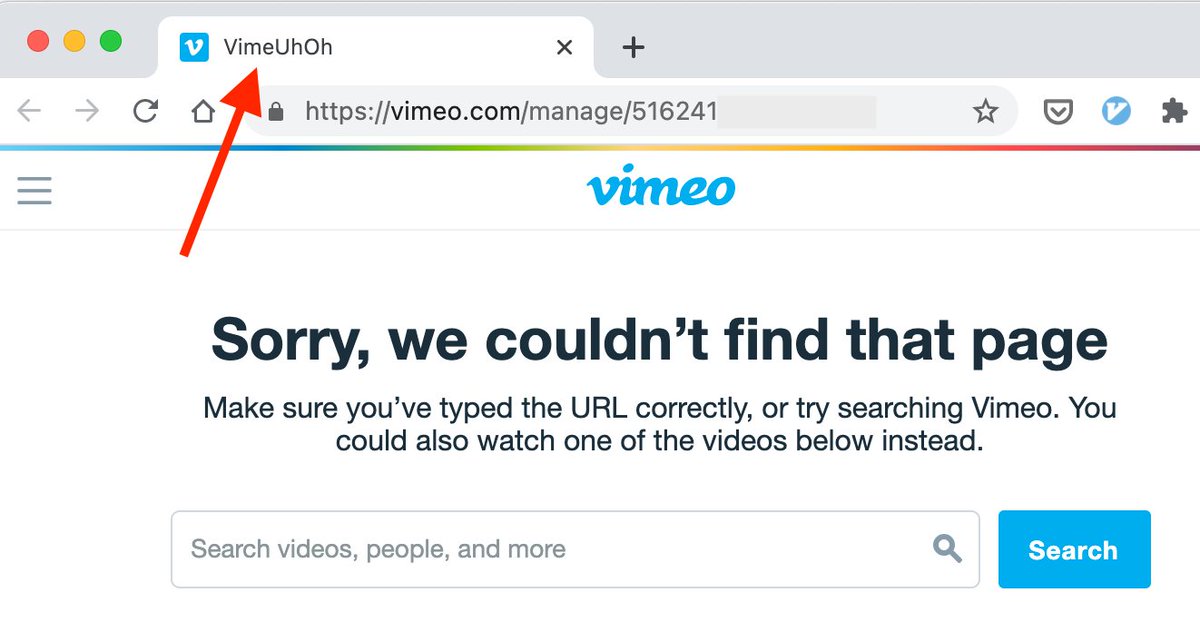 VimeUhOh
https://vimeo.com/manage/516241
vimeo
Sorry, we couldn’t find that page
Make sure you’ve typed the URL correctly, or try searching Vimeo. You
could also watch one of the videos below instead.
Search videos, people, and more
Search